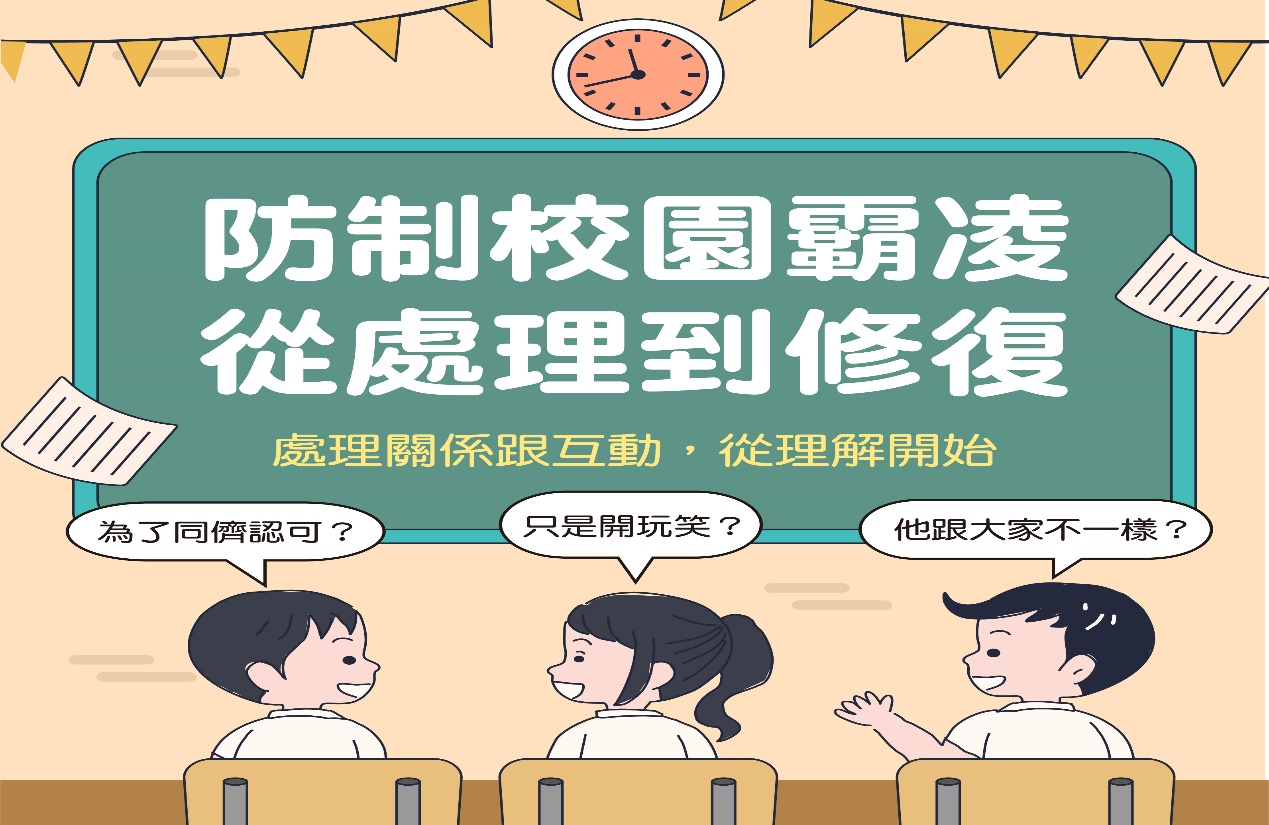 防制校園霸凌
從處理到修復
處理關係跟互動，從理解開始
為了同儕認可？
只是開玩笑？
他跟大家不一樣？